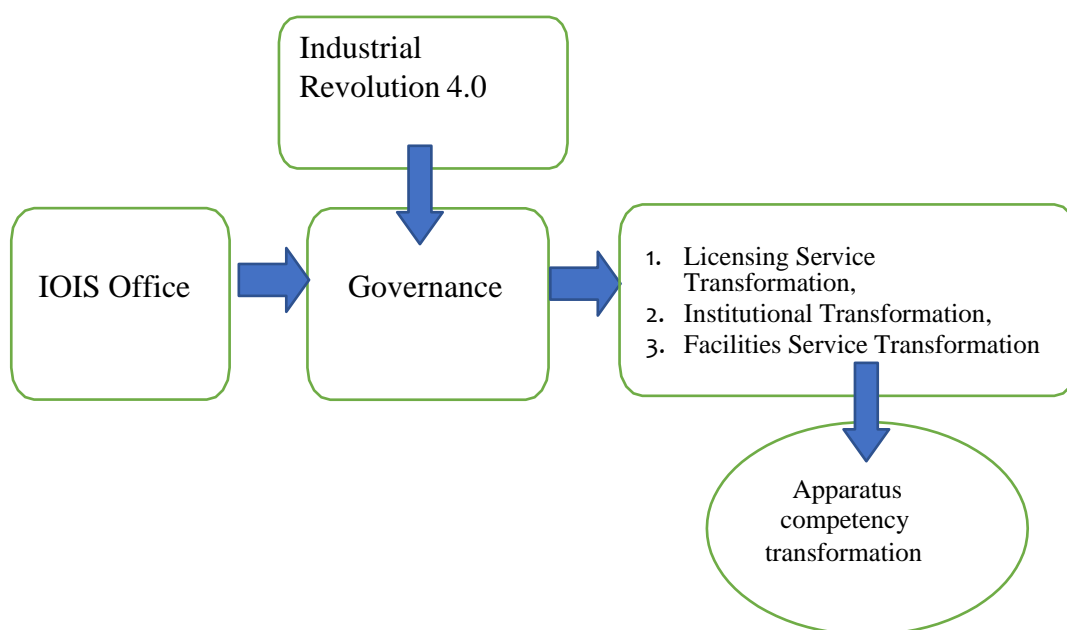 Industrial
Revolution 4.0
IOIS Office
Governance
1. Licensing Service
Transformation,
2. Institutional Transformation,
3. Facilities Service Transformation
Apparatus
competency
transformation